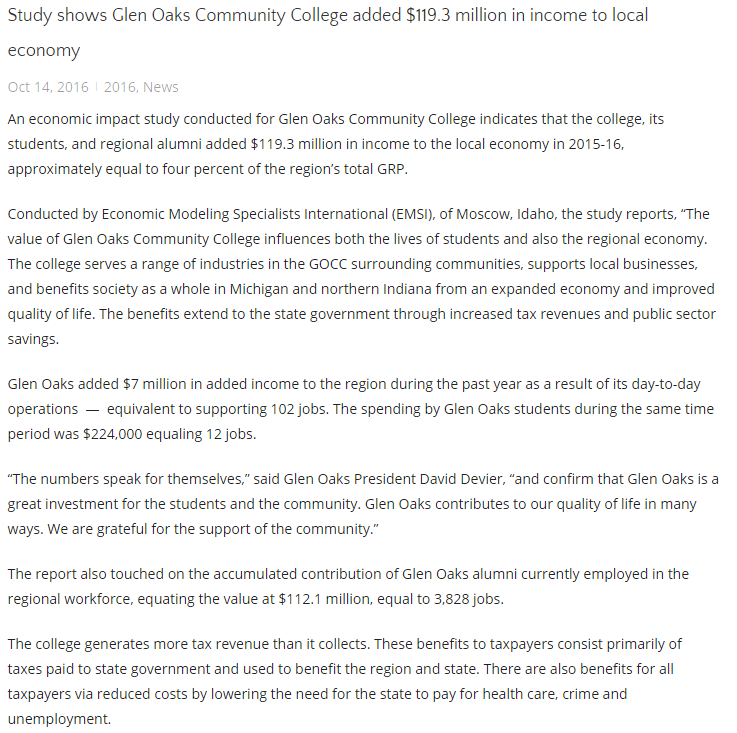 Study shows Glen Oaks Community College added $119.3 million in income to local
economy
Oct 14, 2016 | 2016, News
An economic impact study conducted for Glen Oaks Community College indicates that the college, its
students, and regional alumni added $119.3 million in income to the local economy in 2015-16,
approximately equal to four percent of the region’s total GRP.
Conducted by Economic Modeling Specialists International (EMSI), of Moscow, Idaho, the study reports, “The
value of Glen Oaks Community College influences both the lives of students and also the regional economy.
The college serves a range of industries in the GOCC surrounding communities, supports local businesses,
and benefits society as a whole in Michigan and northern Indiana from an expanded economy and improved
quality of life. The benefits extend to the state government through increased tax revenues and public sector
savings.
Glen Oaks added $7 million in added income to the region during the past year as a result of its day-to-day
operations — equivalent to supporting 102 jobs. The spending by Glen Oaks students during the same time
period was $224,000 equaling 12 jobs.
“The numbers speak for themselves,” said Glen Oaks President David Devier, “and confirm that Glen Oaks is a
great investment for the students and the community. Glen Oaks contributes to our quality of life in many
ways. We are grateful for the support of the community.”
The report also touched on the accumulated contribution of Glen Oaks alumni currently employed in the
regional workforce, equating the value at $112.1 million, equal to 3,828 jobs.
The college generates more tax revenue than it collects. These benefits to taxpayers consist primarily of
taxes paid to state government and used to benefit the region and state. There are also benefits for all
taxpayers via reduced costs by lowering the need for the state to pay for health care, crime and
unemployment.